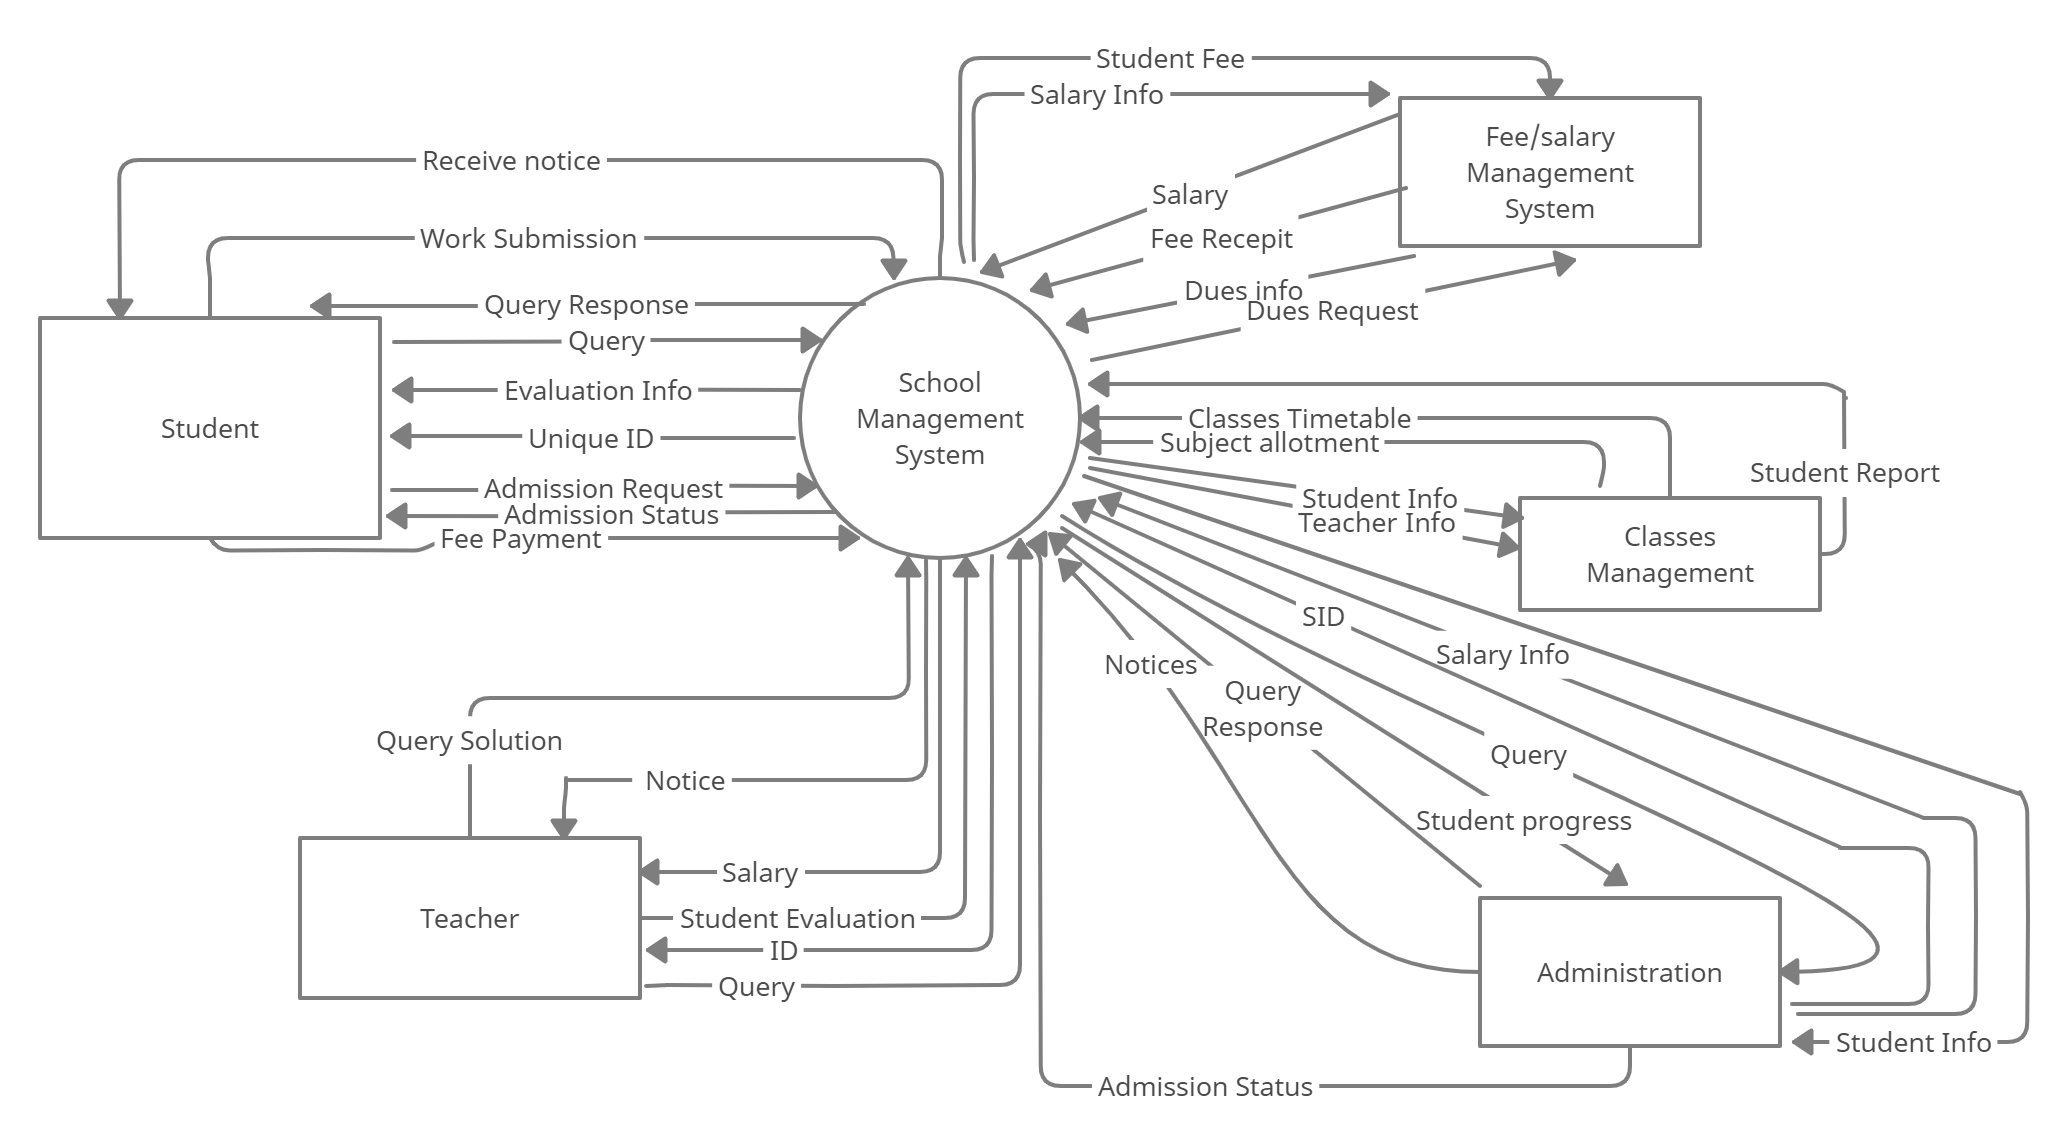 Student Fee
Salary Info
Fee/salary
Management
System
Receive notice
Salary
Work Submission
Fee Recepit
Dues info
Dues Request
Query Response
Query
Evaluation Info
School
Management
System
Student
Unique ID
Classes Timetable
Subject allotment
Student Report
Admission Request
Admission Status
Fee Payment
Student Info
Teacher Info
Classes
Management
SID
Salary Info
Notices
Query
Response
Query Solution
Query
Notice
Student progress
Salary
Teacher
Student Evaluation
ID
Query
Administration
Student Info
Admission Status